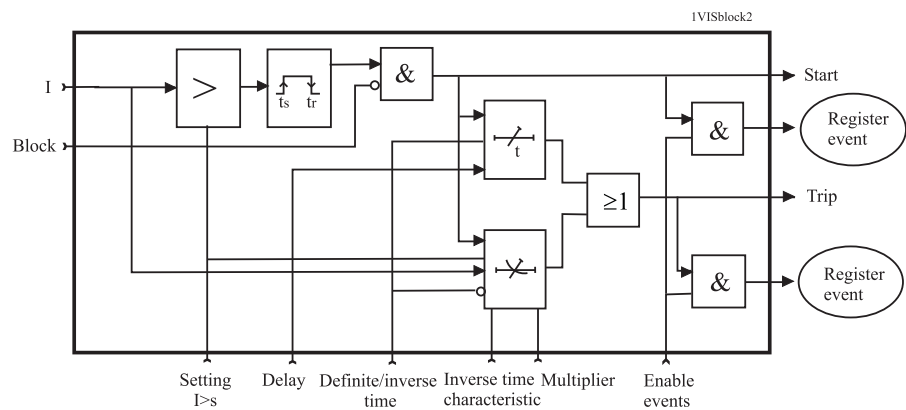 1VISblock2
I
>
ts
tr
&
Start
Block
t
&
Register
event
≥1
Trip
&
Register
event
Setting
I>s
Delay
Definite/inverse
time
Inverse time
characteristic
Multiplier
Enable
events